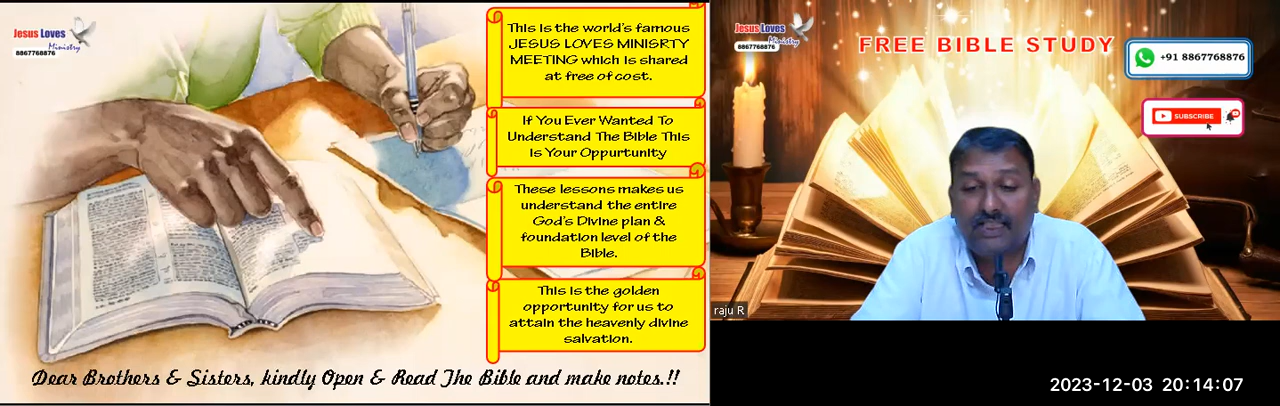 Jesus Loves
Ministry
8867768876
This is the world's famous
JESUS LOVES MINISRTY
MEETING which is shared
at free of cost.
If You Ever Wanted To
Understand The Bible This
is Your Oppurtunity
These lessons makes us
understand the entire
God's Divine plan &
foundation level of the
Bible.
This is the golden
opportunity for us to
attain the heavenly divine
salvation.
Dear Brothers & Sisters, kindly Open & Read The Bible and make notes.!!
Jesus Loves
Ministry
8867768876
FREE BIBLE STUDY
+91 8867768876
SUBSCRIBE
raju R
2023-12-03 20:14:07